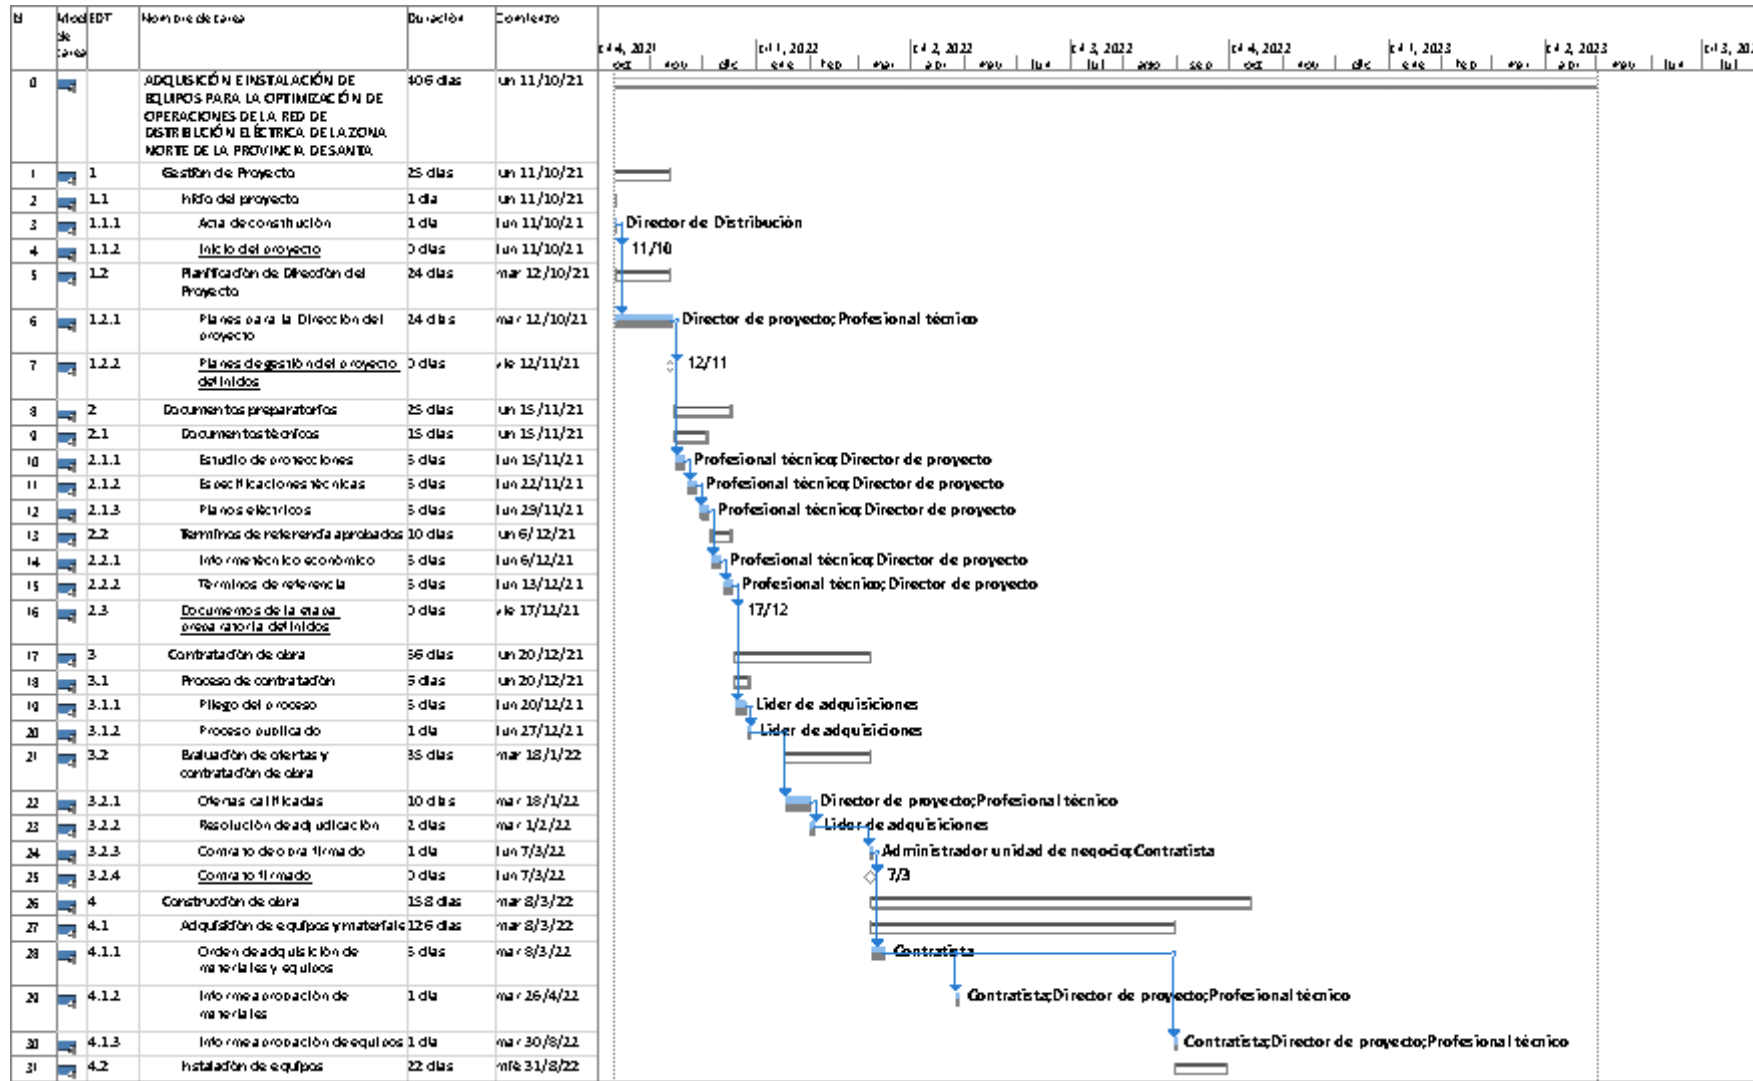 EDT Nombre de tarea Duración Comienzo
tri 4, 2021 tri 1, 2022 tri 2, 2022 tri 3, 2022 tri 4, 2022 tri 1, 2023 tri 2, 2023 tri 3, 2023
oct nov dic ene feb mar abr may jun jul ago sep oct nov dic ene feb mar abr may jun jul
0 ADQUISICIÓN E INSTALACIÓN DE 406 días lun 11/10/21
EQUIPOS PARA LA OPTIMIZACIÓN DE
OPERACIONES DE LA RED DE
DISTRIBUCIÓN ELÉCTRICA DE LA ZONA
NORTE DE LA PROVINCIA DE SANTA
1 1 Gestión de Proyecto 25 días lun 11/10/21
2 1.1 Inicio del proyecto 1 día lun 11/10/21
3 1.1.1 Acta de constitución 1 día lun 11/10/21 Director de Distribución
4 1.1.2 Inicio del proyecto 0 días lun 11/10/21 11/10
5 1.2 Planificación de Dirección del 24 días mar 12/10/21
Proyecto
6 1.2.1 Planes para la Dirección del 24 días mar 12/10/21 Director de proyecto;Profesional técnico
proyecto
7 1.2.2 Planes de gestión del proyecto 0 días vie 12/11/21 12/11
definidos
8 2 Documentos preparatorios 25 días lun 15/11/21
9 2.1 Documentos técnicos 15 días lun 15/11/21
10 2.1.1 Estudio de protecciones 5 días lun 15/11/21 Profesional técnico;Director de proyecto
11 2.1.2 Especificaciones técnicas 5 días lun 22/11/21 Profesional técnico;Director de proyecto
12 2.1.3 Planos eléctricos 5 días lun 29/11/21 Profesional técnico;Director de proyecto
13 2.2 Terminos de referencia aprobados 10 días lun 6/12/21
14 2.2.1 Informe técnico económico 5 días lun 6/12/21 Profesional técnico;Director de proyecto
15 2.2.2 Términos de referencia 5 días lun 13/12/21 Profesional técnico;Director de proyecto
16 2.3 Documentos de la etapa 0 días vie 17/12/21 17/12
preparatoria definidos
17 3 Contratación de obra 56 días lun 20/12/21
18 3.1 Proceso de contratación 6 días lun 20/12/21
19 3.1.1 Pliego del proceso 5 días lun 20/12/21 Lider de adquisiciones
20 3.1.2 Proceso publicado 1 día lun 27/12/21 Lider de adquisiciones
21 3.2 Evaluación de ofertas y 35 días mar 18/1/22
contratación de obra
22 3.2.1 Ofertas calificadas 10 días mar 18/1/22 Director de proyecto;Profesional técnico
23 3.2.2 Resolución de adjudicación 2 días mar 1/2/22 Lider de adquisiciones
24 3.2.3 Contrato de obra firmado 1 día lun 7/3/22 Administrador unidad de negocio;Contratista
25 3.2.4 Contrato firmado 0 días lun 7/3/22 7/3
26 4 Construcción de obra 158 días mar 8/3/22
27 4.1 Adquisición de equipos y materiale 126 días mar 8/3/22
28 4.1.1 Orden de adquisición de 5 días mar 8/3/22 Contratista
materiales y equipos
29 4.1.2 Informe aprobación de 1 día mar 26/4/22 Contratista;Director de proyecto;Profesional técnico
materiales
30 4.1.3 Informe aprobación de equipos 1 día mar 30/8/22 Contratista;Director de proyecto;Profesional técnico
31 4.2 Instalación de equipos 22 días mié 31/8/22